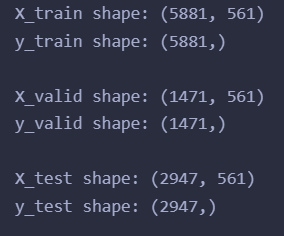 X_train shape: (5881, 561)
y_train shape: (5881,)
X_valid shape: (1471, 561)
y_valid shape: (1471,)
X_test shape: (2947, 561)
y_test shape: (2947,)